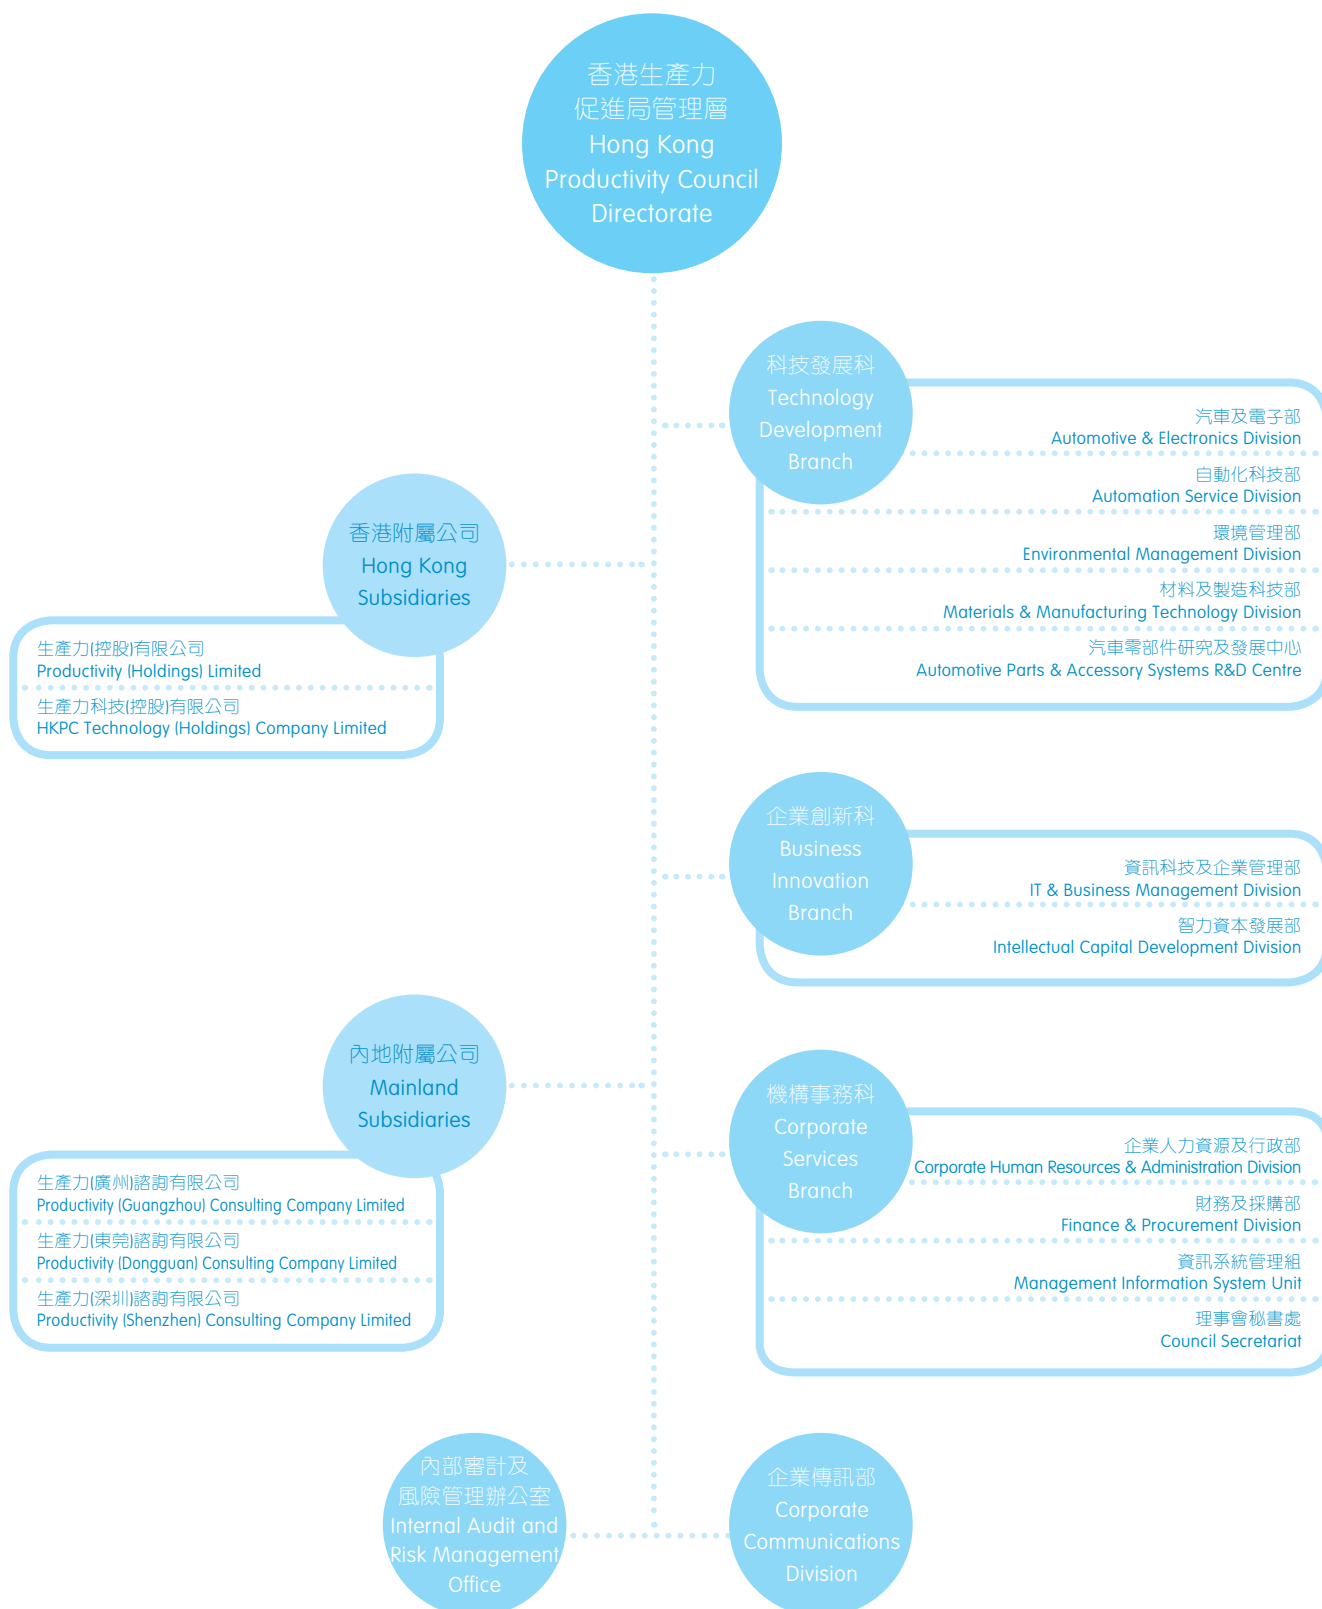 香港生產力
促進局管理層
Hong Kong
Productivity Council
Directorate
科技發展科
Technology
Development
Branch
汽車及電子部
Automotive & Electronics Division
自動化科技部
Automation Service Division
環境管理部
Environmental Management Division
材料及製造科技部
Materials & Manufacturing Technology Division
汽車零部件研究及發展中心
Automotive Parts & Accessory Systems R&D Centre
香港附屬公司
Hong Kong
Subsidiaries
生產力(控股)有限公司
Productivity (Holdings) Limited
生產力科技(控股)有限公司
HKPC Technology (Holdings) Company Limited
企業創新科
Business
Innovation
Branch
資訊科技及企業管理部
IT & Business Management Division
智力資本發展部
Intellectual Capital Development Division
內地附屬公司
Mainland
Subsidiaries
生產力(廣州)諮詢有限公司
Productivity (Guangzhou) Consulting Company Limited
生產力(東莞)諮詢有限公司
Productivity (Dongguan) Consulting Company Limited
生產力(深圳)諮詢有限公司
Productivity (Shenzhen) Consulting Company Limited
機構事務科
Corporate
Services
Branch
企業人力資源及行政部
Corporate Human Resources & Administration Division
財務及採購部
Finance & Procurement Division
資訊系統管理組
Management Information System Unit
理事會秘書處
Council Secretariat
內部審計及
風險管理辦公室
Internal Audit and
Risk Management
Office
企業傳訊部
Corporate
Communications
Division